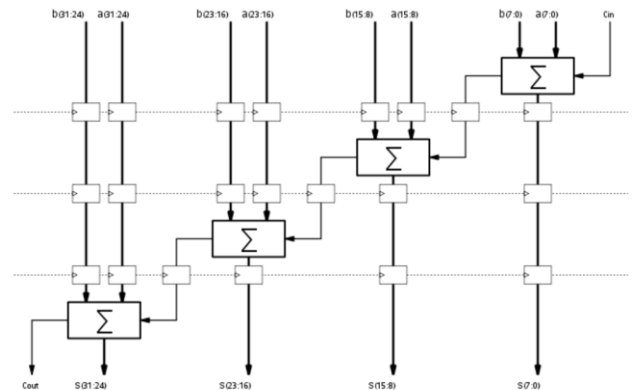 b(31:24) a(31:24) b(23:16) a(23:16) b(15:8) a(15:8) b(7:0) a(7:0) Cin
Σ
Σ
Σ
Σ
Cout S(31:24) S(23:16) S(15:8) S(7:0)